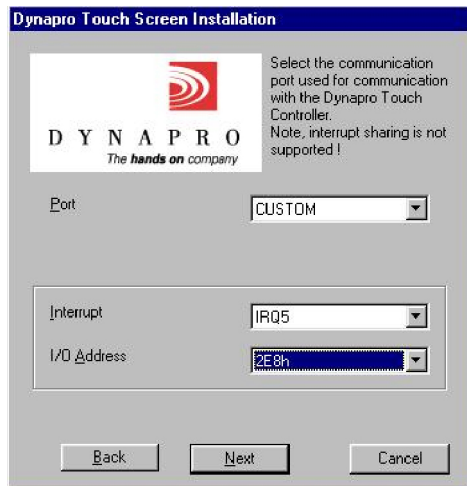 Dynapro Touch Screen Installation
DYNAPRO
The hands on company
Select the communication
port used for communication
with the Dynapro Touch
Controller.
Note, interrupt sharing is not
supported !
Port
CUSTOM
Interrupt
IRQ5
I/O Address
2E8h
Back
Next
Cancel